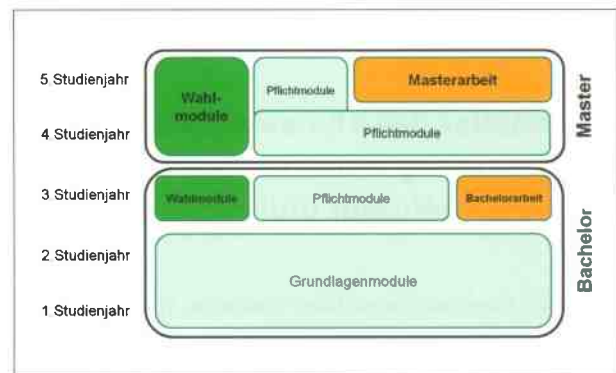 5 Studienjahr
Masterarbeit
Pflichtmodule
Wahl-
module
4 Studienjahr
Pflichtmodule
Master
3 Studienjahr
Wahlmodule
Pflichtmodule
Bachelorarbeit
2 Studienjahr
Grundlagenmodule
1 Studienjahr
Bachelor